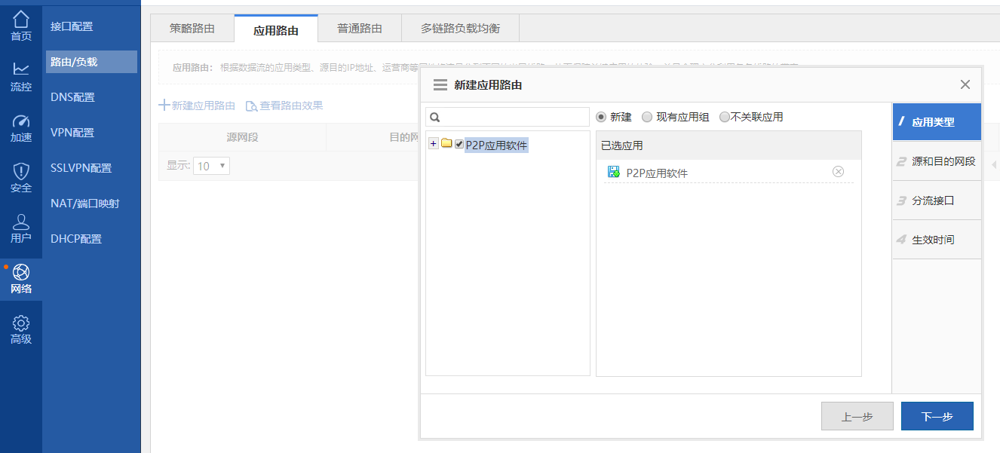 首页
流控
加速
安全
用户
网络
高级
接口配置
路由/负载
DNS配置
VPN配置
SSLVPN配置
NAT/端口映射
DHCP配置
策略路由
应用路由
普通路由
多链路负载均衡
应用路由： 根据数据流的应用类型、源目的IP地址、运营商等
新建应用路由
查看路由效果
源网段
目的网
显示: 10
新建应用路由
新建
现有应用组
不关联应用
P2P应用软件
已选应用
P2P应用软件
1 应用类型
2 源和目的网段
3 分流接口
4 生效时间
上一步
下一步